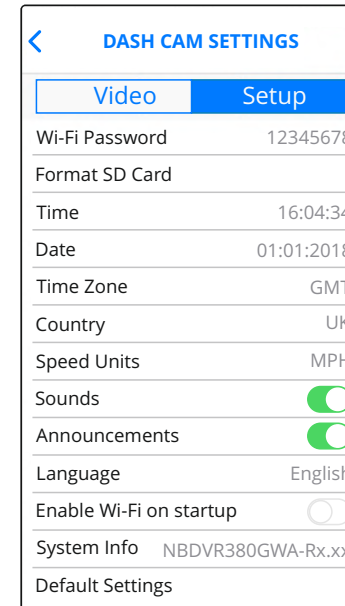 DASH CAM SETTINGS
Video Setup
Wi-Fi Password 12345678
Format SD Card
Time 16:04:34
Date 01:01:2018
Time Zone GMT
Country UK
Speed Units MPH
Sounds
Announcements
Language English
Enable Wi-Fi on startup
System Info NBDVR380GWA-Rx.xx
Default Settings